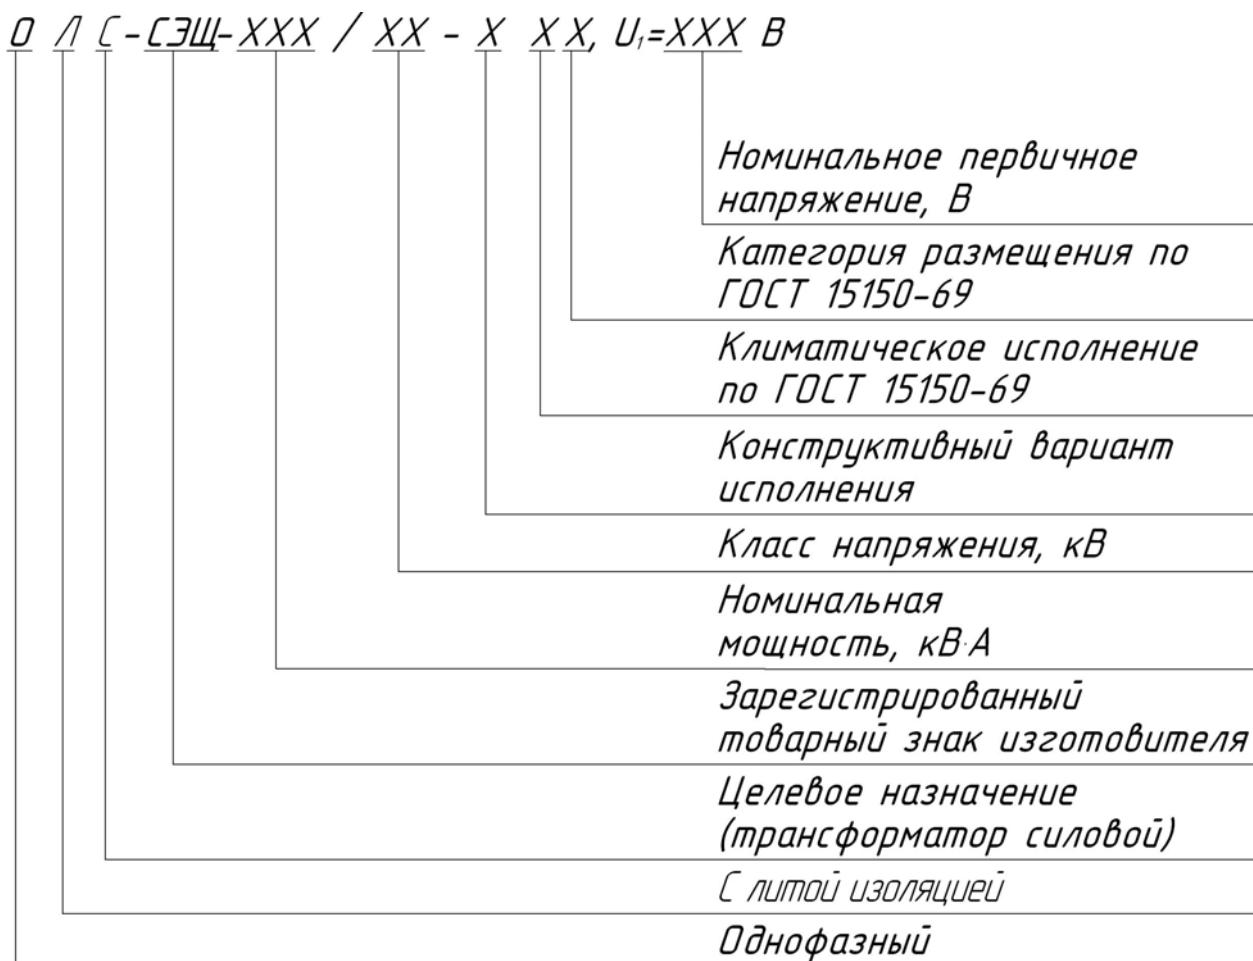 О Л С-СЭЩ-ХХХ / ХХ - Х ХХ, U₁=ХХХ В
Номинальное первичное
напряжение, В
Категория размещения по
ГОСТ 15150-69
Климатическое исполнение
по ГОСТ 15150-69
Конструктивный вариант
исполнения
Класс напряжения, кВ
Номинальная
мощность, кВ·А
Зарегистрированный
товарный знак изготовителя
Целевое назначение
(трансформатор силовой)
С литой изоляцией
Однофазный